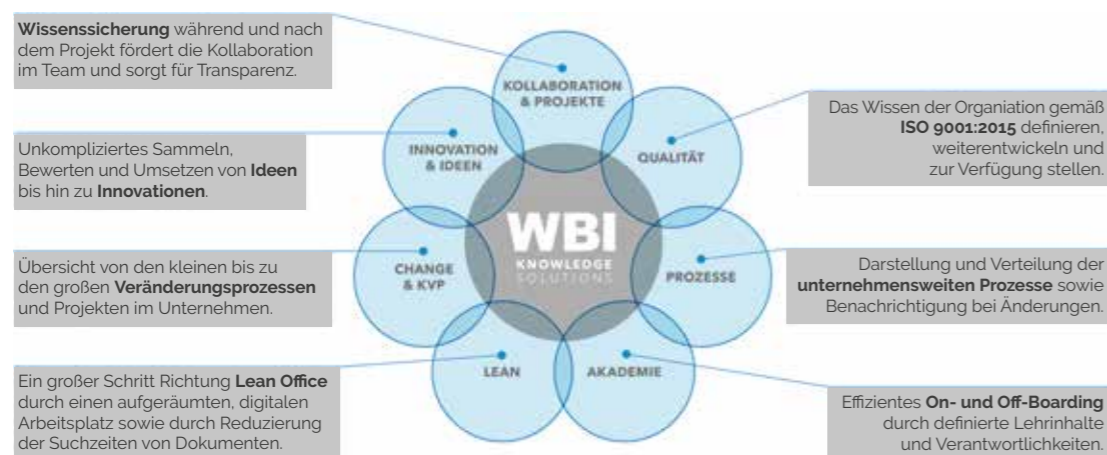 Wissenssicherung während und nach
dem Projekt fördert die Kollaboration
im Team und sorgt für Transparenz.
Unkompliziertes Sammeln,
Bewerten und Umsetzen von Ideen
bis hin zu Innovationen.
Übersicht von den kleinen bis zu
den großen Veränderungsprozessen
und Projekten im Unternehmen.
Ein großer Schritt Richtung Lean Office
durch einen aufgeräumten, digitalen
Arbeitsplatz sowie durch Reduzierung
der Suchzeiten von Dokumenten.
KOLLABORATION
& PROJEKTE
INNOVATION
& IDEEN
QUALITÄT
WBI
KNOWLEDGE
SOLUTIONS
CHANGE
& KVP
PROZESSE
LEAN
AKADEMIE
Das Wissen der Organiation gemäß
ISO 9001:2015 definieren,
weiterentwickeln und
zur Verfügung stellen.
Darstellung und Verteilung der
unternehmensweiten Prozesse sowie
Benachrichtigung bei Änderungen.
Effizientes On- und Off-Boarding
durch definierte Lehrinhalte
und Verantwortlichkeiten.